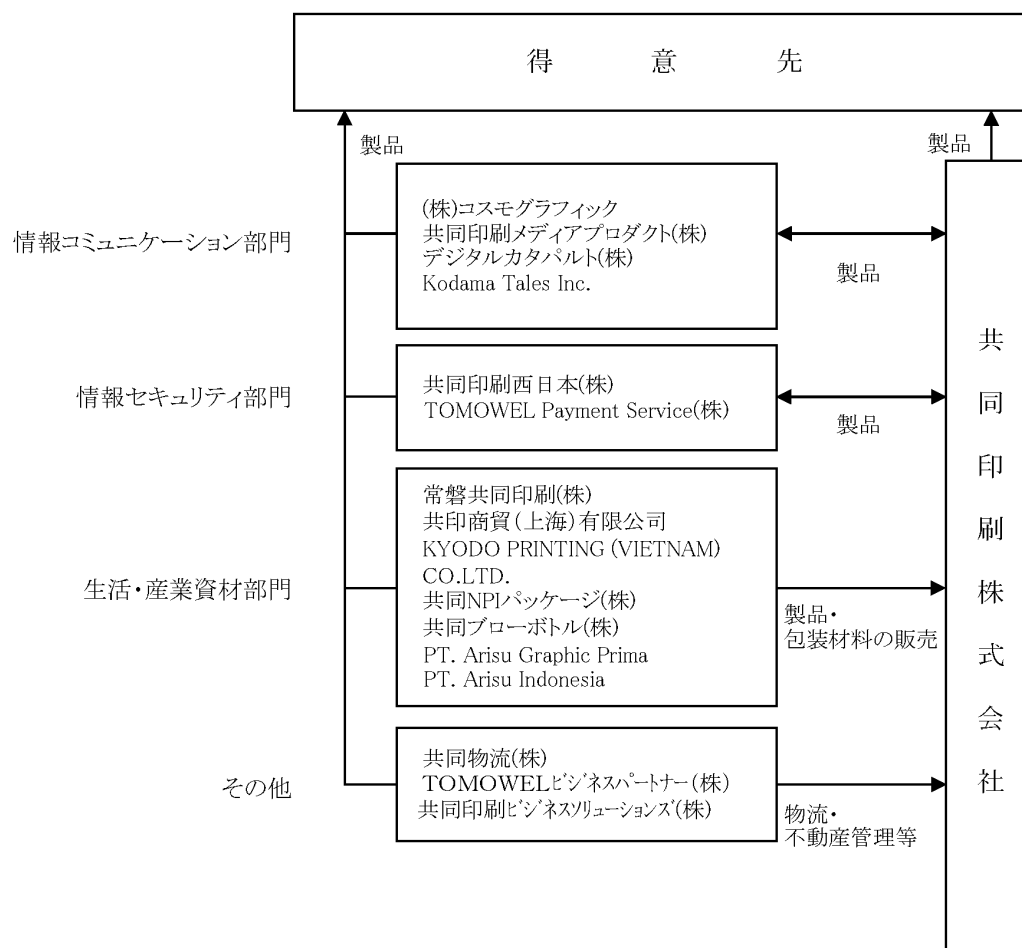 得意先
製品
製品
情報コミュニケーション部門
(株)コスモグラフィック
共同印刷メディアプロダクト(株)
デジタルカタパルト(株)
Kodama Tales Inc.
製品
情報セキュリティ部門
共同印刷西日本(株)
TOMOWEL Payment Service(株)
製品
生活・産業資材部門
常磐共同印刷(株)
共印商貿(上海)有限公司
KYODO PRINTING (VIETNAM)
CO.LTD.
共同NPIパッケージ(株)
共同ブローボトル(株)
PT. Arisu Graphic Prima
PT. Arisu Indonesia
製品・
包装材料の販売
その他
共同物流(株)
TOMOWELビジネスパートナー(株)
共同印刷ビジネスソリューションズ(株)
物流・
不動産管理等
共同印刷株式会社